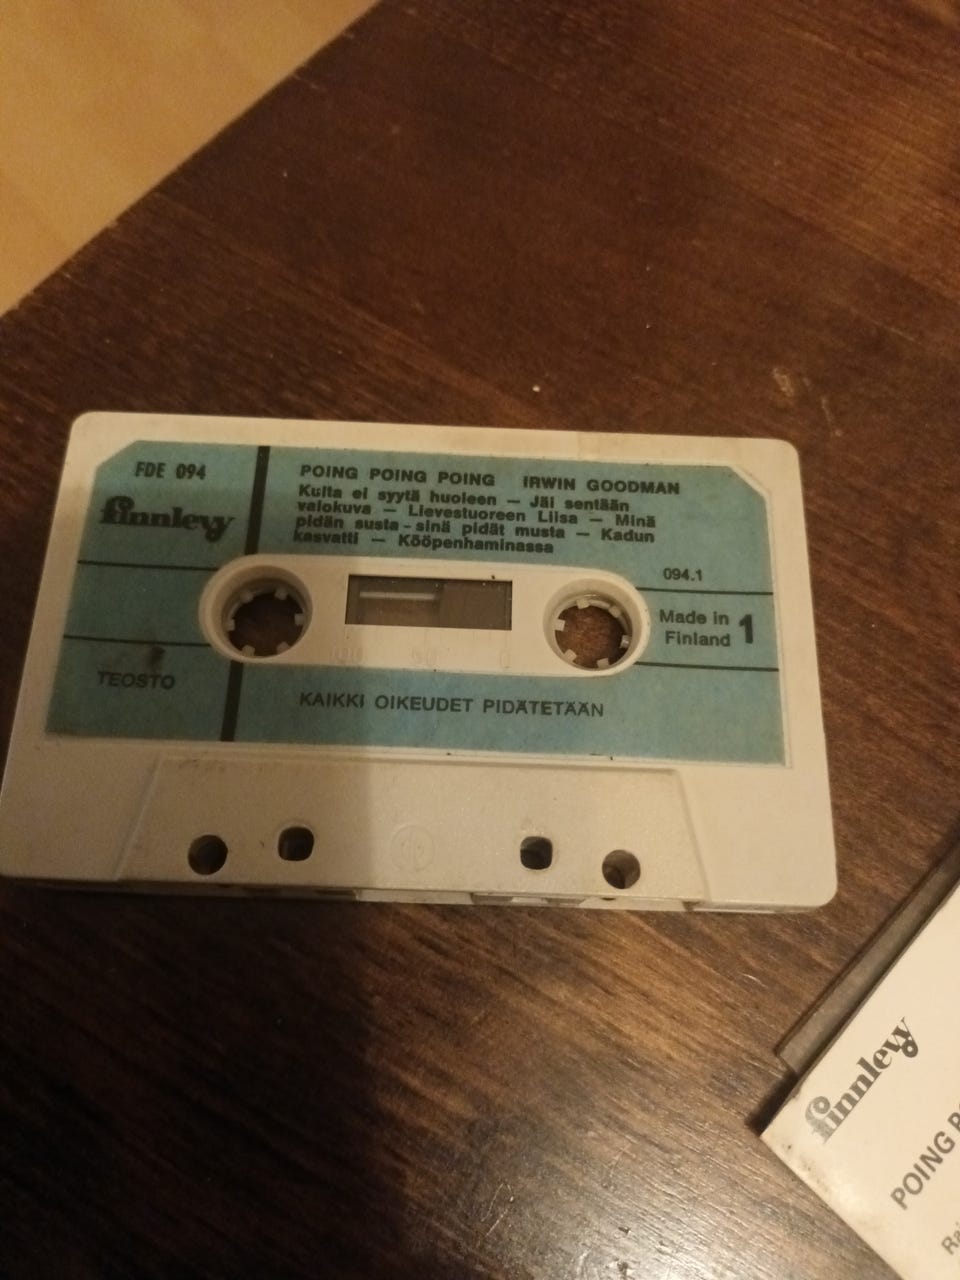 FDE 094
finnlevy
POING POING POING IRWIN GOODMAN
Kulta ei syytä huoleen – Jäi sentään
valokuva – Lievestuoreen Liisa – Minä
pidän susta - sinä pidät musta – Kadun
kasvatti – Kööpenhaminassa
094.1
Made in
Finland 1
TEOSTO
KAIKKI OIKEUDET PIDÄTETÄÄN
finnlevy
POING